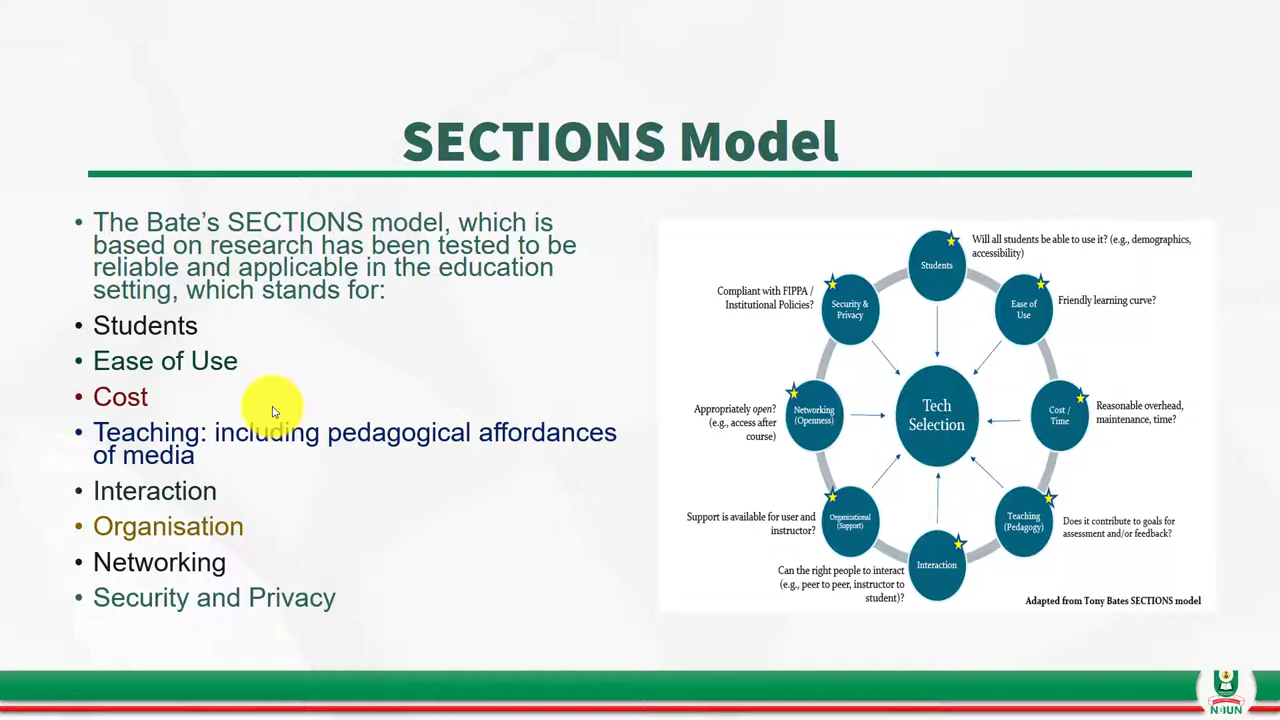 SECTIONS Model
• The Bate's SECTIONS model, which is
based on research has been tested to be
reliable and applicable in the education
setting, which stands for:
• Students
• Ease of Use
• Cost
• Teaching: including pedagogical affordances
of media
• Interaction
• Organisation
• Networking
• Security and Privacy
Students
Will all students be able to use it? (e.g., demographics,
accessibility)
Ease of
Use
Friendly learning curve?
Cost /
Time
Reasonable overhead,
maintenance, time?
Teaching
(Pedagogy)
Does it contribute to goals for
assessment and/or feedback?
Interaction
Can the right people to interact
(e.g., peer to peer, instructor to
student)?
Organizational
(Support)
Support is available for user and
instructor?
Networking
(Openness)
Appropriately open?
(e.g., access after
course)
Security &
Privacy
Compliant with FIPPA /
Institutional Policies?
Tech
Selection
Adapted from Tony Bates SECTIONS model